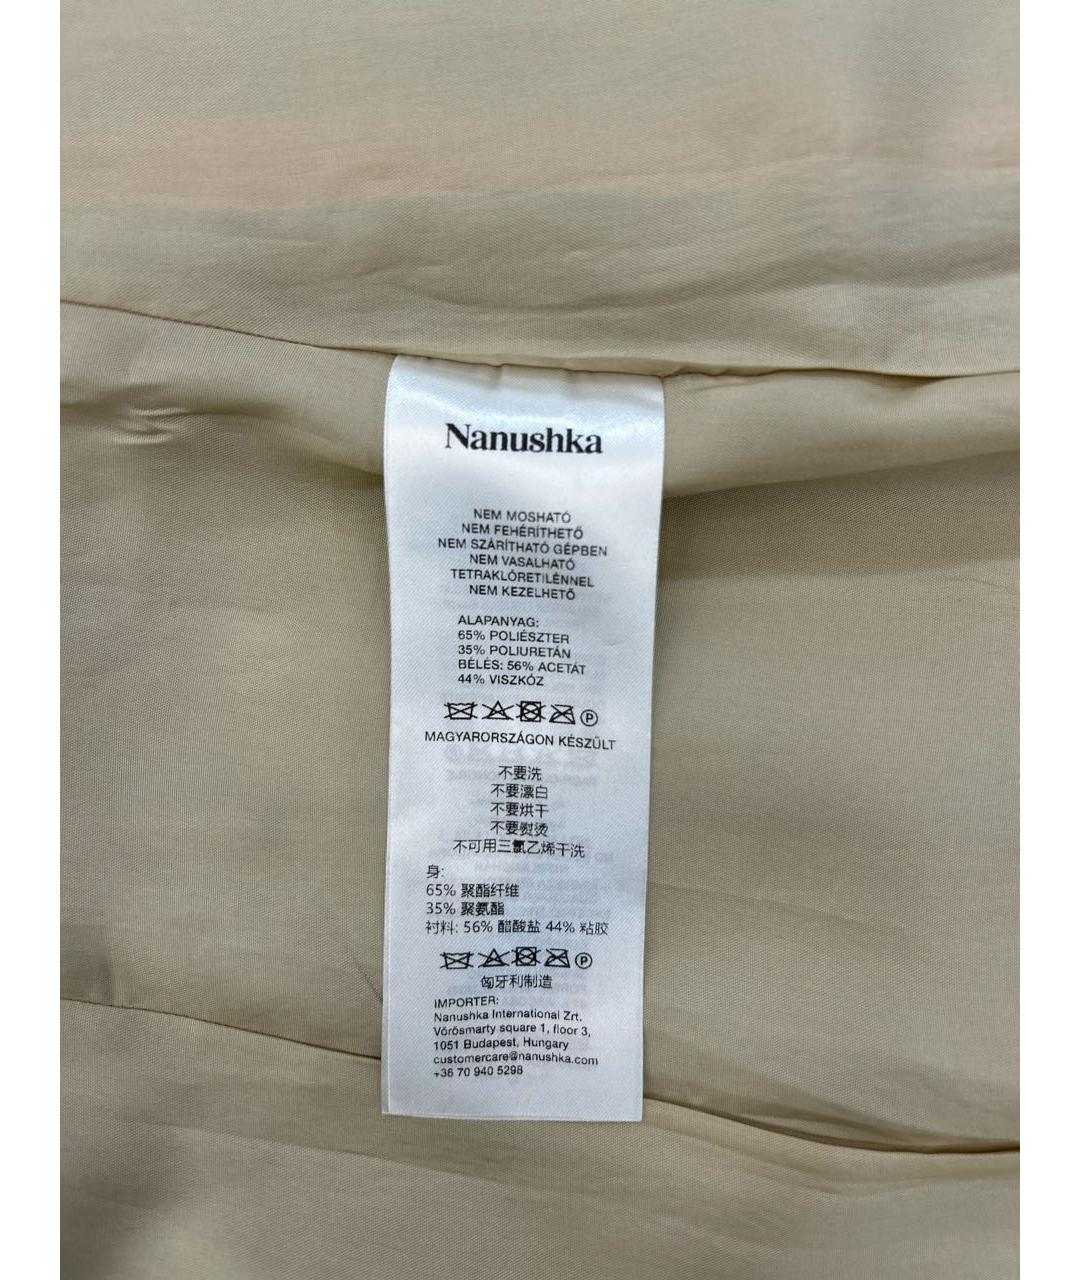 Nanushka
NEM MOSHATÓ
NEM FEHÉRÍTHETŐ
NEM SZÁRÍTHATÓ GÉPBEN
NEM VASALHATÓ
TETRAKLÓRETILÉNNEL
NEM KEZELHETŐ
ALAPANYAG:
65% POLIÉSZTER
35% POLIURETÁN
BÉLÉS: 56% ACETÁT
44% VISZKÓZ
P
MAGYARORSZÁGON KÉSZÜLT
不要洗
不要漂白
不要烘干
不要熨烫
不可用三氯乙烯干洗
身:
65% 聚酯纤维
35% 聚氨酯
衬料: 56% 醋酸盐 44% 粘胶
P
匈牙利制造
IMPORTER:
Nanushka International Zrt.
Vörösmarty square 1, floor 3,
1051 Budapest, Hungary
customercare@nanushka.com
+36 70 940 5298